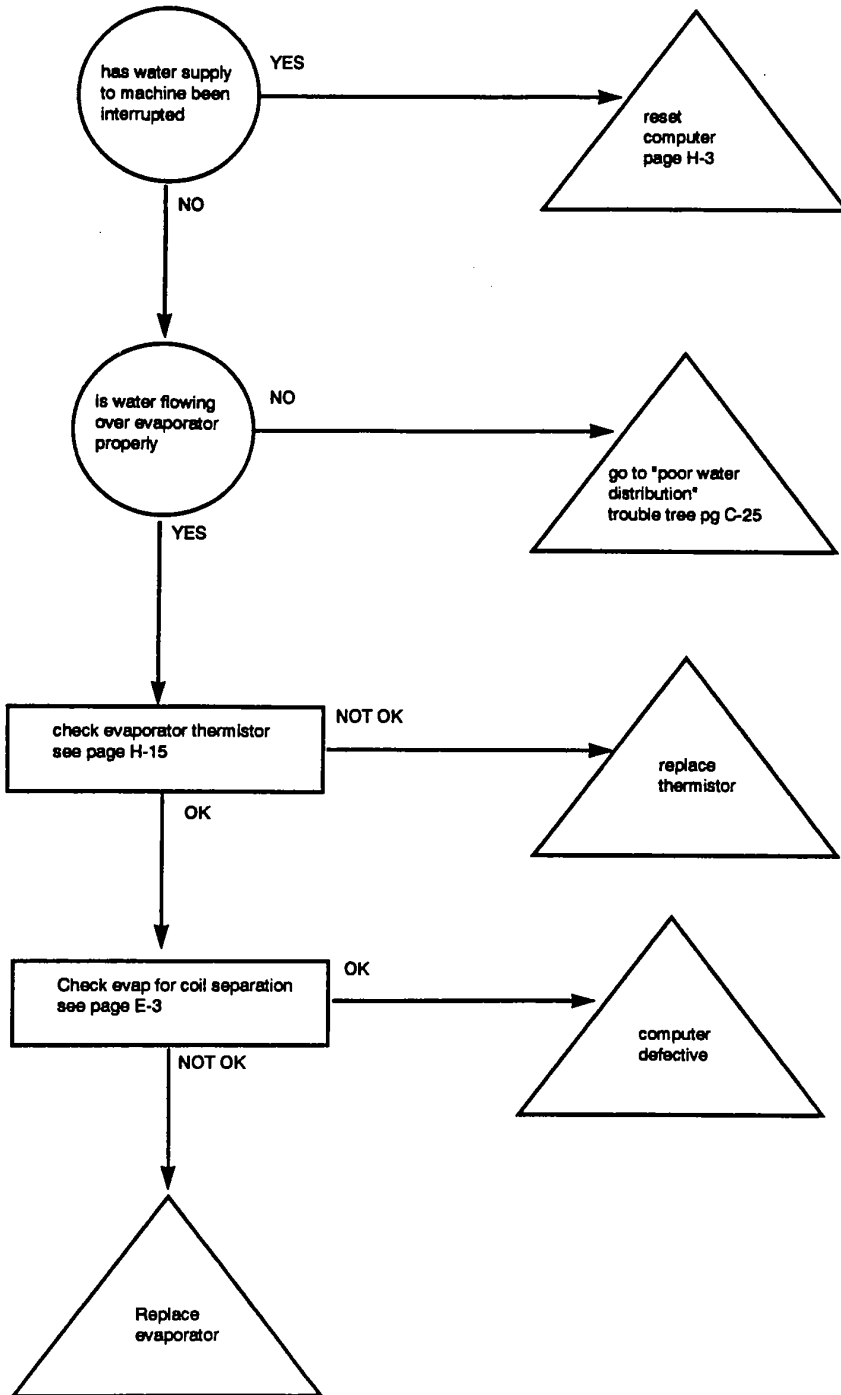 has water supply
to machine been
interrupted
YES
reset
computer
page H-3
NO
is water flowing
over evaporator
properly
NO
go to "poor water
distribution"
trouble tree pg C-25
YES
check evaporator thermistor
see page H-15
NOT OK
replace
thermistor
OK
Check evap for coil separation
see page E-3
OK
computer
defective
NOT OK
Replace
evaporator